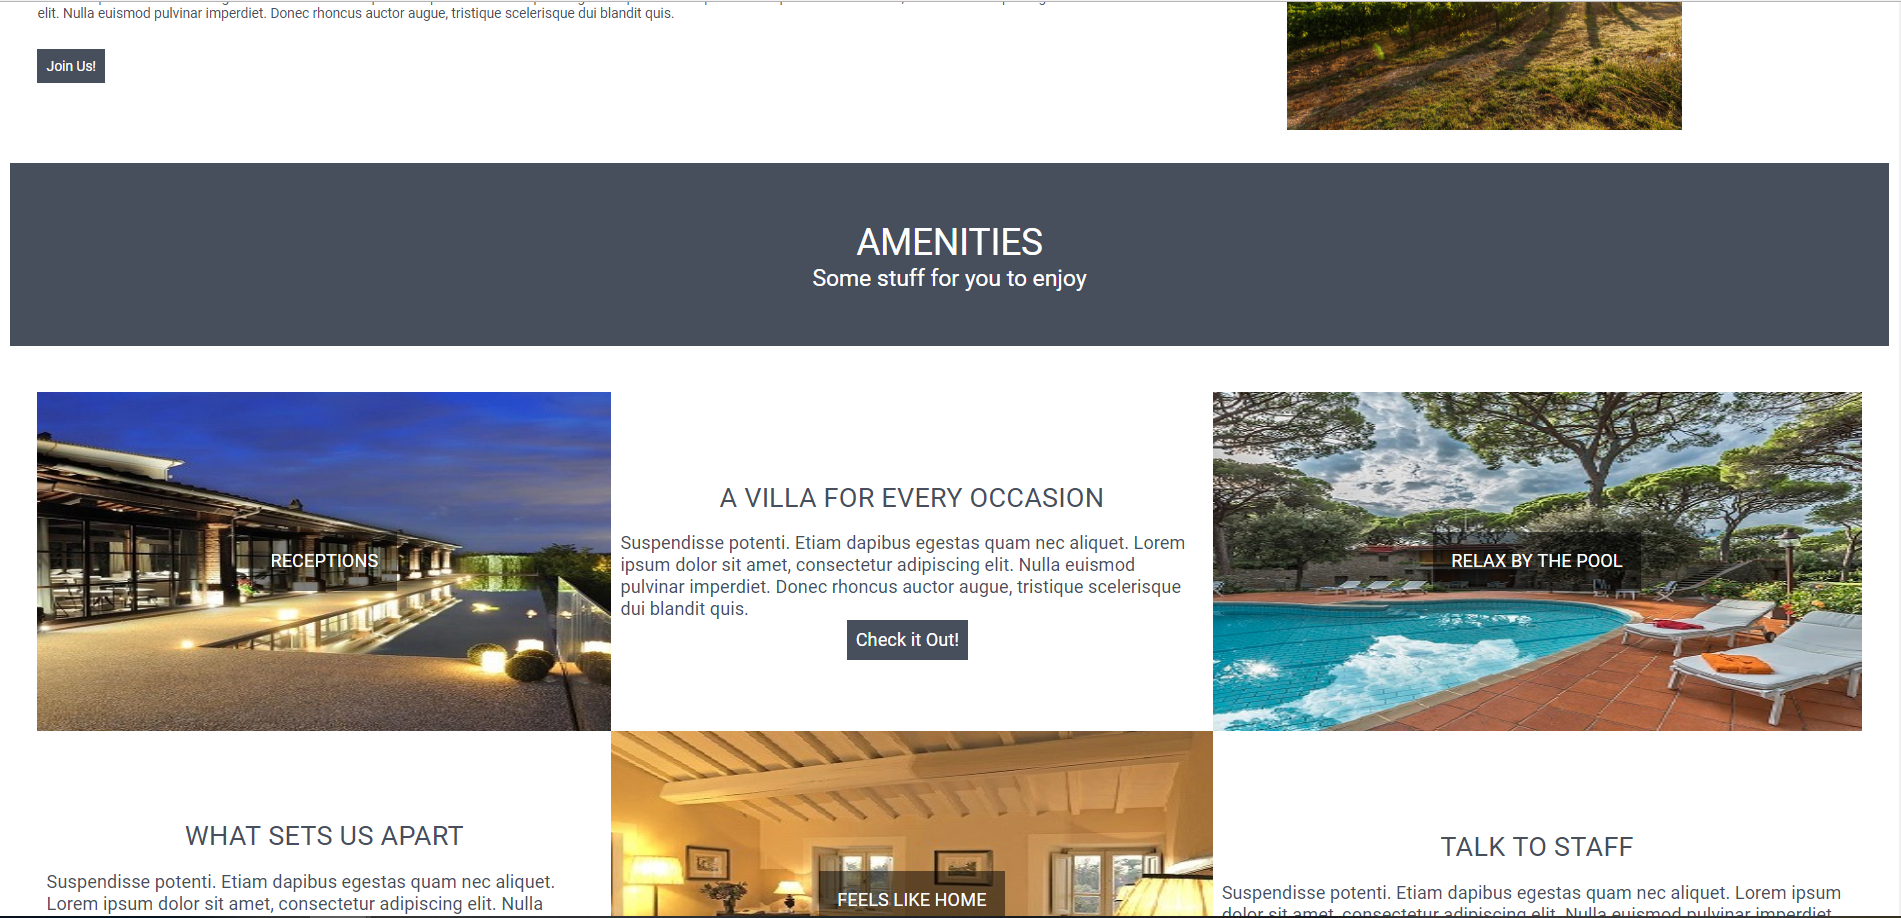 elit. Nulla euismod pulvinar imperdiet. Donec rhoncus auctor augue, tristique scelerisque dui blandit quis.
Join Us!
AMENITIES
Some stuff for you to enjoy
RECEPTIONS
A VILLA FOR EVERY OCCASION
Suspendisse potenti. Etiam dapibus egestas quam nec aliquet. Lorem
ipsum dolor sit amet, consectetur adipiscing elit. Nulla euismod
pulvinar imperdiet. Donec rhoncus auctor augue, tristique scelerisque
dui blandit quis.
Check it Out!
RELAX BY THE POOL
WHAT SETS US APART
Suspendisse potenti. Etiam dapibus egestas quam nec aliquet.
Lorem ipsum dolor sit amet, consectetur adipiscing elit. Nulla
FEELS LIKE HOME
TALK TO STAFF
Suspendisse potenti. Etiam dapibus egestas quam nec aliquet. Lorem ipsum
dolor sit amet, consectetur adipiscing elit. Nulla euismod pulvinar imperdiet.